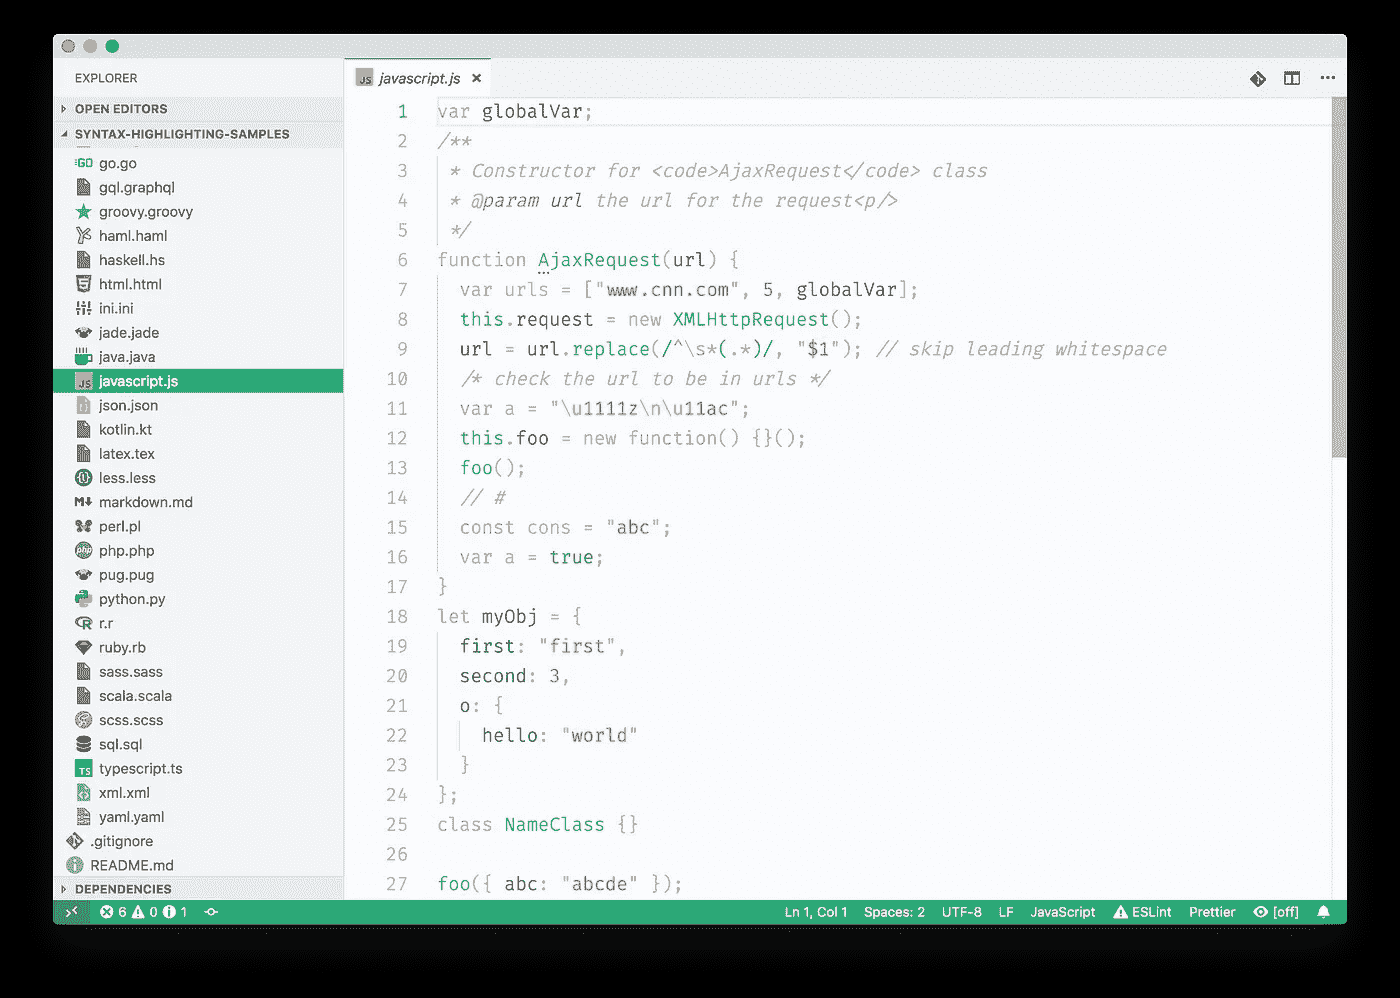 EXPLORER
OPEN EDITORS
SYNTAX-HIGHLIGHTING-SAMPLES
GO go.go
gql.graphql
groovy.groovy
haml.haml
haskell.hs
html.html
ini.ini
jade.jade
java.java
JS javascript.js
json.json
kotlin.kt
latex.tex
less.less
M↓ markdown.md
perl.pl
php php.php
pug.pug
python.py
R r.r
ruby.rb
sass.sass
scala.scala
scss.scss
sql.sql
TS typescript.ts
xml.xml
yaml.yaml
.gitignore
README.md
DEPENDENCIES
JS javascript.js ×
1 var globalVar;
2 /**
3  * Constructor for <code>AjaxRequest</code> class
4  * @param url the url for the request<p/>
5  */
6 function AjaxRequest(url) {
7   var urls = ["www.cnn.com", 5, globalVar];
8   this.request = new XMLHttpRequest();
9   url = url.replace(/^\s*(.*)/, "$1"); // skip leading whitespace
10   /* check the url to be in urls */
11   var a = "\u1111z\n\u11ac";
12   this.foo = new function() {}();
13   foo();
14   // #
15   const cons = "abc";
16   var a = true;
17 }
18 let myObj = {
19   first: "first",
20   second: 3,
21   o: {
22     hello: "world"
23   }
24 };
25 class NameClass {}
26
27 foo({ abc: "abcde" });
6 0 1
Ln 1, Col 1 Spaces: 2 UTF-8 LF JavaScript ESLint Prettier [off]